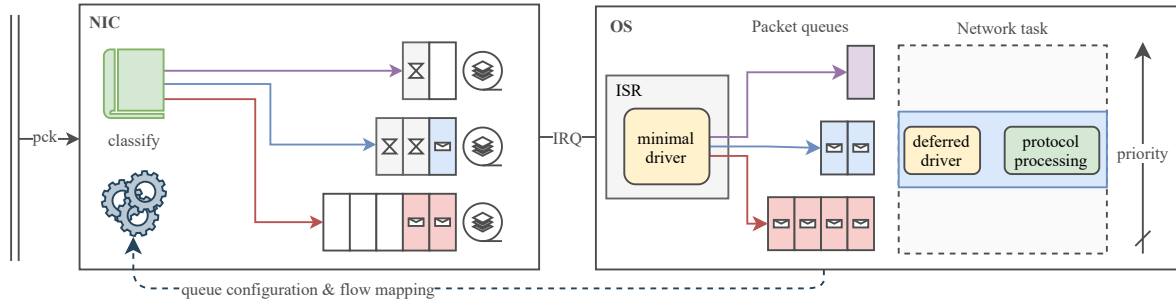 NIC
OS
Packet queues
Network task
ISR
pck
classify
IRQ
minimal
driver
deferred
driver
protocol
processing
priority
queue configuration & flow mapping